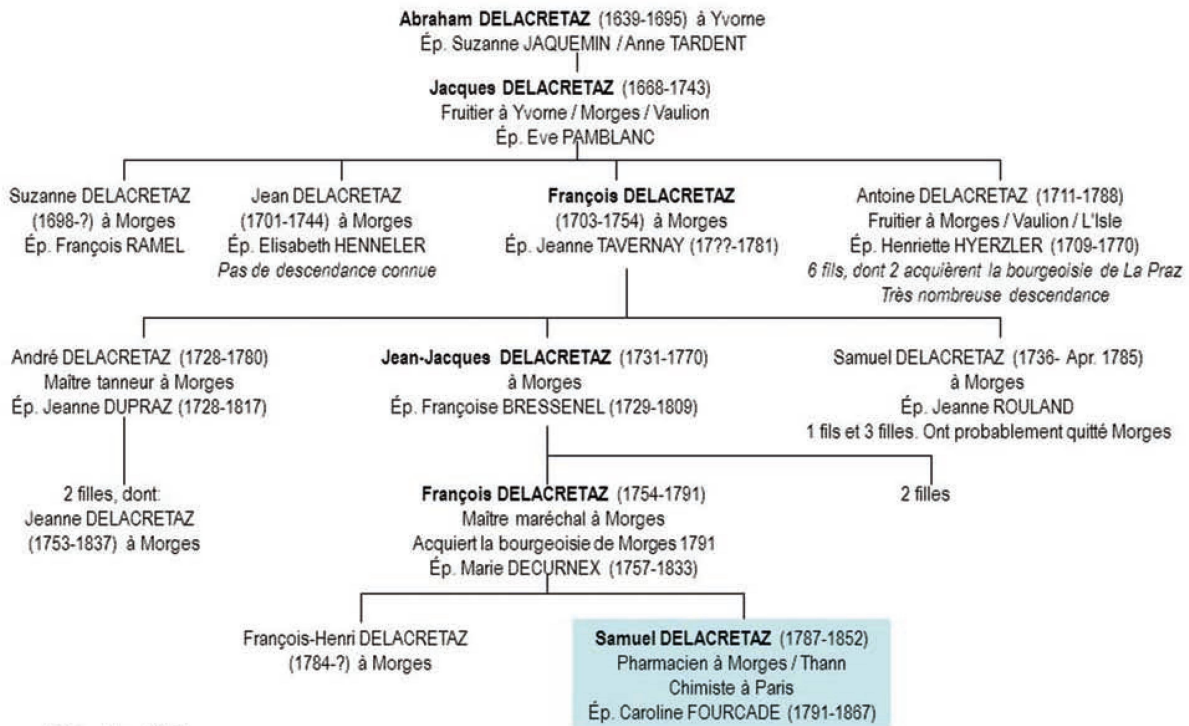 Abraham DELACRETAZ (1639-1695) à Yvorne
Ép. Suzanne JAQUEMIN / Anne TARDENT
Jacques DELACRETAZ (1668-1743)
Fruitier à Yvorne / Morges / Vaulion
Ép. Eve PAMBLANC
Suzanne DELACRETAZ
(1698-?) à Morges
Ép. François RAMEL
Jean DELACRETAZ
(1701-1744) à Morges
Ép. Elisabeth HENNELER
Pas de descendance connue
François DELACRETAZ
(1703-1754) à Morges
Ép. Jeanne TAVERNAY (17??-1781)
Antoine DELACRETAZ (1711-1788)
Fruitier à Morges / Vaulion / L'Isle
Ép. Henriette HYERZLER (1709-1770)
6 fils, dont 2 acquièrent la bourgeoisie de La Praz
Très nombreuse descendance
André DELACRETAZ (1728-1780)
Maître tanneur à Morges
Ép. Jeanne DUPRAZ (1728-1817)
Jean-Jacques DELACRETAZ (1731-1770)
à Morges
Ép. Françoise BRESSENEL (1729-1809)
Samuel DELACRETAZ (1736- Apr. 1785)
à Morges
Ép. Jeanne ROULAND
1 fils et 3 filles. Ont probablement quitté Morges
2 filles, dont:
Jeanne DELACRETAZ
(1753-1837) à Morges
François DELACRETAZ (1754-1791)
Maître maréchal à Morges
Acquiert la bourgeoisie de Morges 1791
Ép. Marie DECURNEX (1757-1833)
2 filles
François-Henri DELACRETAZ
(1784-?) à Morges
Samuel DELACRETAZ (1787-1852)
Pharmacien à Morges / Thann
Chimiste à Paris
Ép. Caroline FOURCADE (1791-1867)